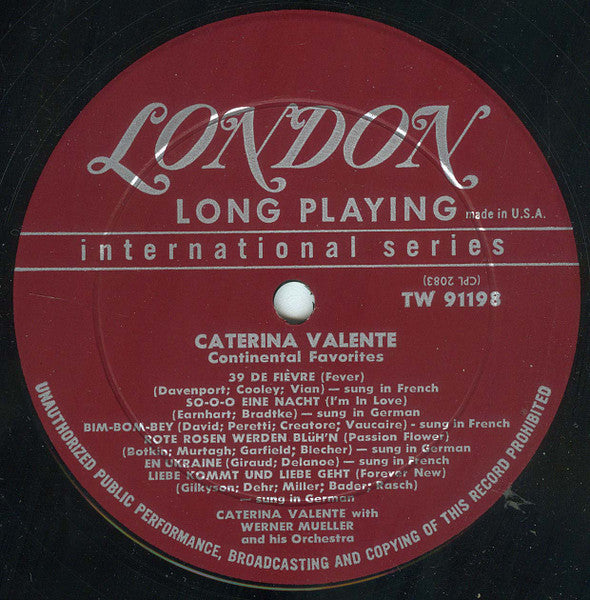 LONDON
LONG PLAYING made in U.S.A.
international series
(CPL 2083)
TW 91198
CATERINA VALENTE
Continental Favorites
39 DE FIÈVRE (Fever)
(Davenport; Cooley; Vian) — sung in French
SO-O-O EINE NACHT (I'm In Love)
(Earnhart; Bradtke) — sung in German
BIM-BOM-BEY (David; Peretti; Creatore; Vaucaire) - sung in French
ROTE ROSEN WERDEN BLÜH'N (Passion Flower)
(Botkin; Murtagh; Garfield; Blecher) — sung in German
EN UKRAINE (Giraud; Delanoe) — sung in French
LIEBE KOMMT UND LIEBE GEHT (Forever New)
(Gilkyson; Dehr; Miller; Bader; Rasch)
— sung in German
CATERINA VALENTE with
WERNER MUELLER
and his Orchestra
UNAUTHORIZED PUBLIC PERFORMANCE, BROADCASTING AND COPYING OF THIS RECORD PROHIBITED